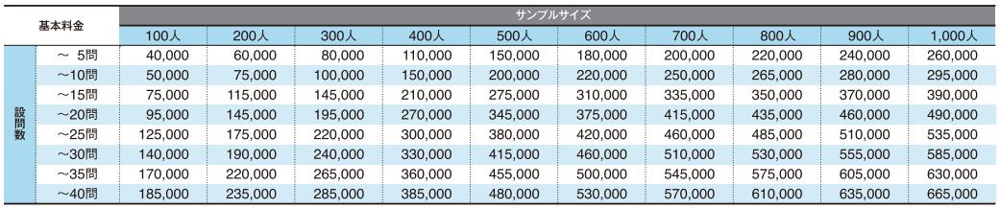 基本料金 サンプルサイズ
100人 200人 300人 400人 500人 600人 700人 800人 900人 1,000人
設問数
～ 5問 40,000 60,000 80,000 110,000 150,000 180,000 200,000 220,000 240,000 260,000
～10問 50,000 75,000 100,000 150,000 200,000 220,000 250,000 265,000 280,000 295,000
～15問 75,000 115,000 145,000 210,000 275,000 310,000 335,000 350,000 370,000 390,000
～20問 95,000 145,000 195,000 270,000 345,000 375,000 415,000 435,000 460,000 490,000
～25問 125,000 175,000 220,000 300,000 380,000 420,000 460,000 485,000 510,000 535,000
～30問 140,000 190,000 240,000 330,000 415,000 460,000 510,000 530,000 555,000 585,000
～35問 170,000 220,000 265,000 360,000 455,000 500,000 545,000 575,000 605,000 630,000
～40問 185,000 235,000 285,000 385,000 480,000 530,000 570,000 610,000 635,000 665,000